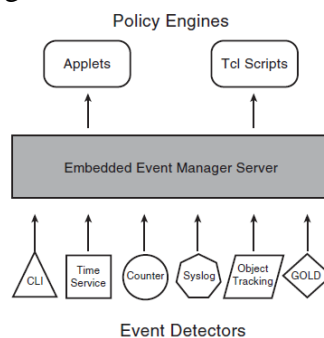 Policy Engines
Applets
Tcl Scripts
Embedded Event Manager Server
CLI
Time
Service
Counter
Syslog
Object
Tracking
GOLD
Event Detectors